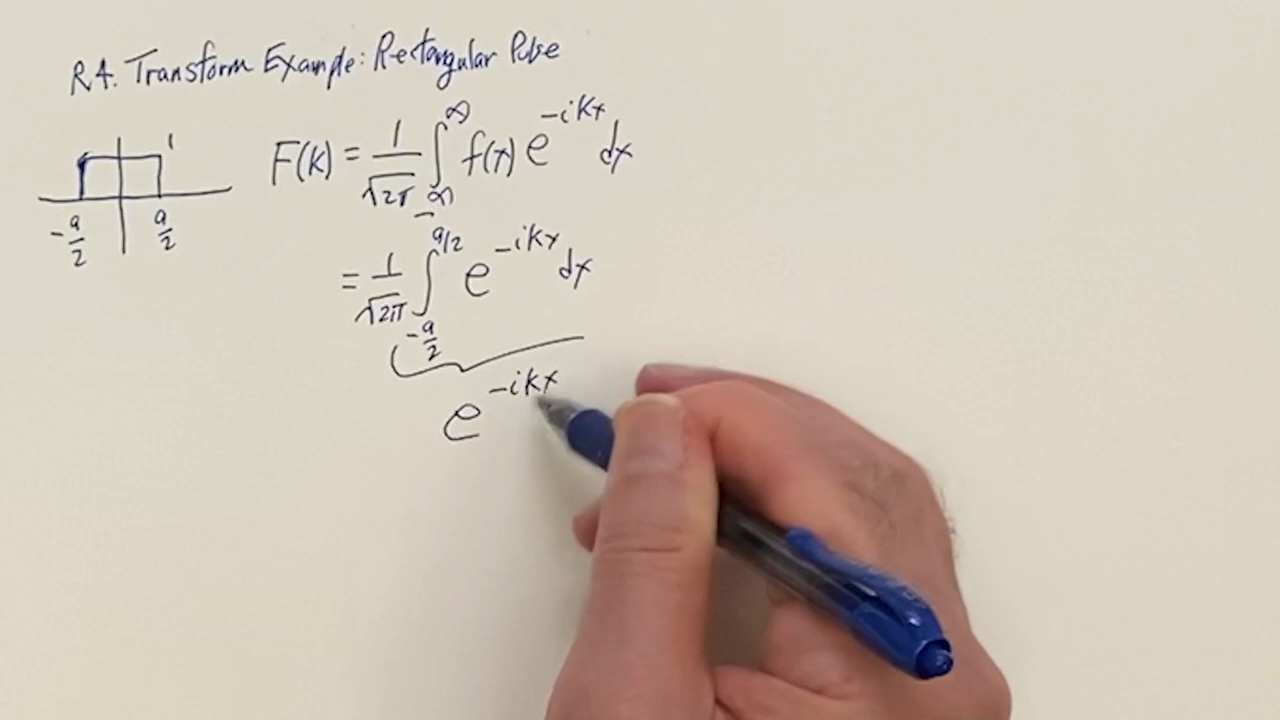 R4. Transform Example: Rectangular Pulse
1
-a/2 a/2
F(k) = 1/√2π ∫_{-∞}^{∞} f(x) e^{-ikx} dx
= 1/√2π ∫_{-a/2}^{a/2} e^{-ikx} dx
e^{-ikx}